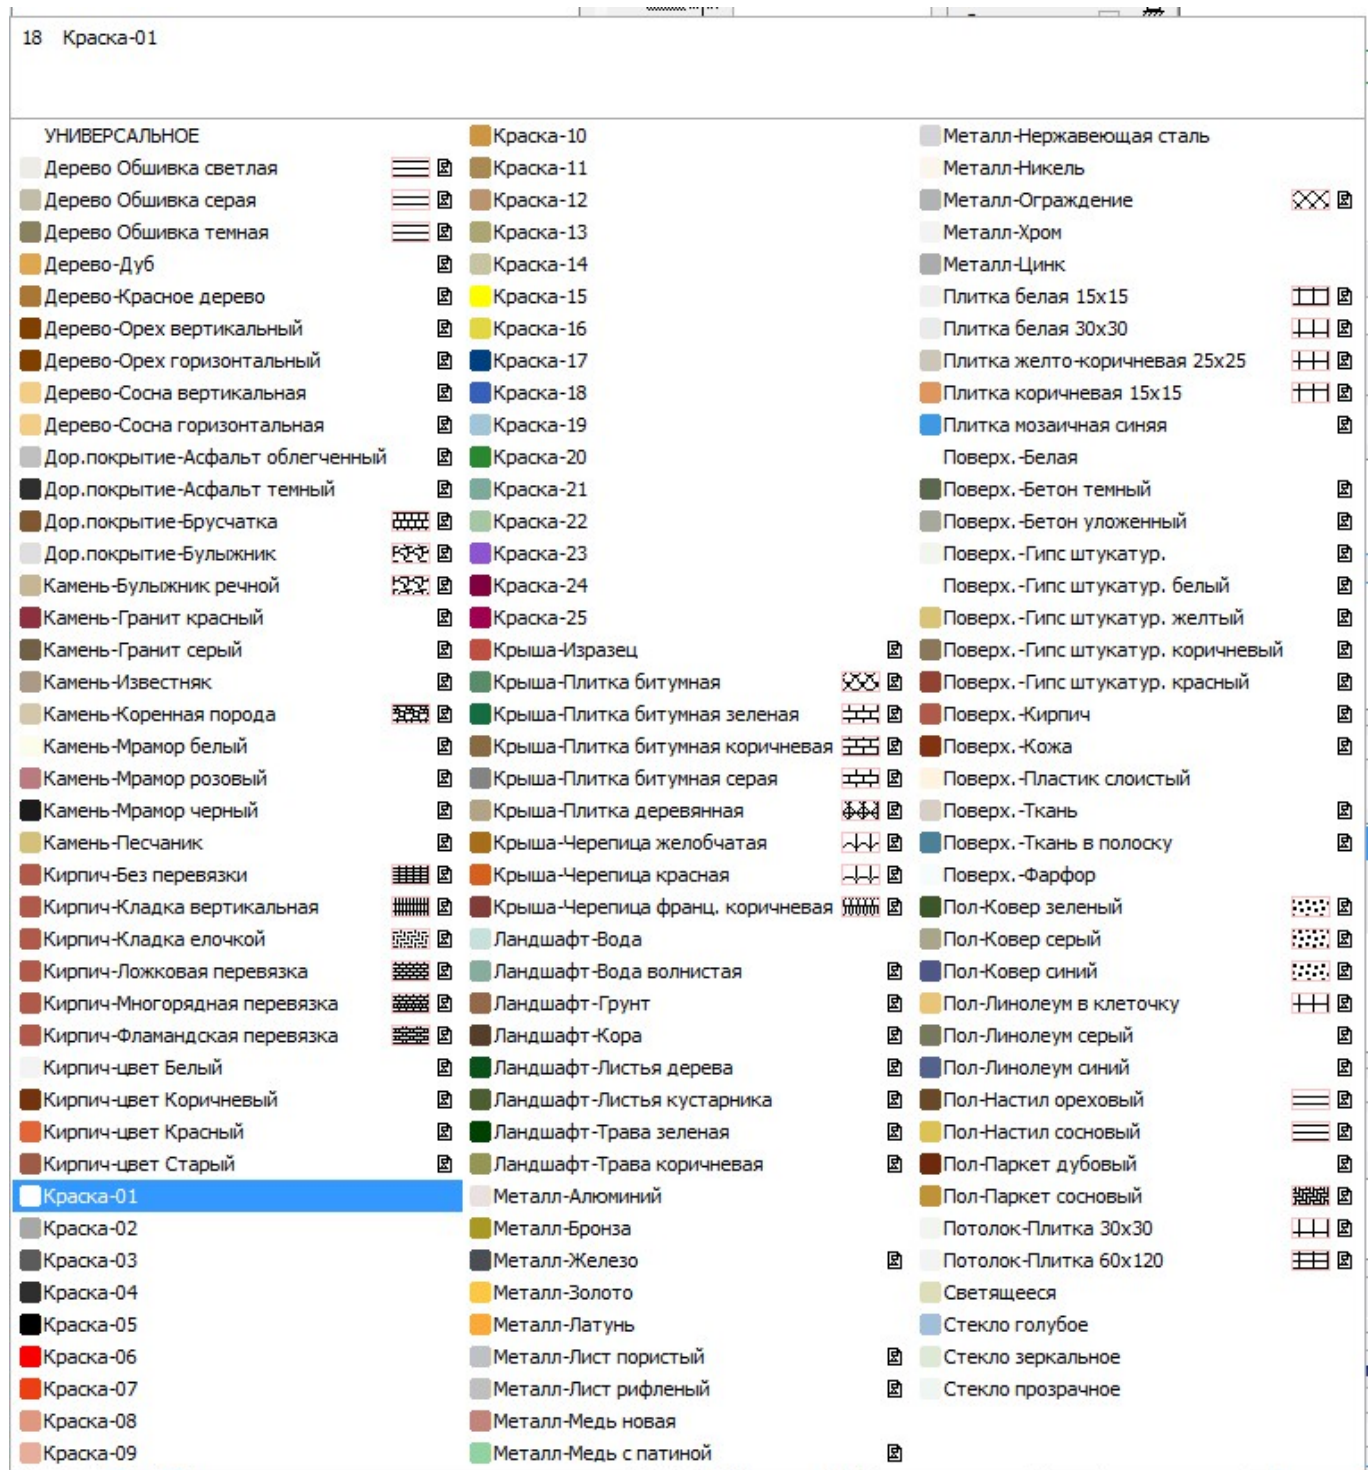 18 Краска-01
УНИВЕРСАЛЬНОЕ
Дерево Обшивка светлая
Дерево Обшивка серая
Дерево Обшивка темная
Дерево-Дуб
Дерево-Красное дерево
Дерево-Орех вертикальный
Дерево-Орех горизонтальный
Дерево-Сосна вертикальная
Дерево-Сосна горизонтальная
Дор.покрытие-Асфальт облегченный
Дор.покрытие-Асфальт темный
Дор.покрытие-Брусчатка
Дор.покрытие-Булыжник
Камень-Булыжник речной
Камень-Гранит красный
Камень-Гранит серый
Камень-Известняк
Камень-Коренная порода
Камень-Мрамор белый
Камень-Мрамор розовый
Камень-Мрамор черный
Камень-Песчаник
Кирпич-Без перевязки
Кирпич-Кладка вертикальная
Кирпич-Кладка елочкой
Кирпич-Ложковая перевязка
Кирпич-Многорядная перевязка
Кирпич-Фламандская перевязка
Кирпич-цвет Белый
Кирпич-цвет Коричневый
Кирпич-цвет Красный
Кирпич-цвет Старый
Краска-01
Краска-02
Краска-03
Краска-04
Краска-05
Краска-06
Краска-07
Краска-08
Краска-09
Краска-10
Краска-11
Краска-12
Краска-13
Краска-14
Краска-15
Краска-16
Краска-17
Краска-18
Краска-19
Краска-20
Краска-21
Краска-22
Краска-23
Краска-24
Краска-25
Крыша-Изразец
Крыша-Плитка битумная
Крыша-Плитка битумная зеленая
Крыша-Плитка битумная коричневая
Крыша-Плитка битумная серая
Крыша-Плитка деревянная
Крыша-Черепица желобчатая
Крыша-Черепица красная
Крыша-Черепица франц. коричневая
Ландшафт-Вода
Ландшафт-Вода волнистая
Ландшафт-Грунт
Ландшафт-Кора
Ландшафт-Листья дерева
Ландшафт-Листья кустарника
Ландшафт-Трава зеленая
Ландшафт-Трава коричневая
Металл-Алюминий
Металл-Бронза
Металл-Железо
Металл-Золото
Металл-Латунь
Металл-Лист пористый
Металл-Лист рифленый
Металл-Медь новая
Металл-Медь с патиной
Металл-Нержавеющая сталь
Металл-Никель
Металл-Ограждение
Металл-Хром
Металл-Цинк
Плитка белая 15x15
Плитка белая 30x30
Плитка желто-коричневая 25x25
Плитка коричневая 15x15
Плитка мозаичная синяя
Поверх.-Белая
Поверх.-Бетон темный
Поверх.-Бетон уложенный
Поверх.-Гипс штукатур.
Поверх.-Гипс штукатур. белый
Поверх.-Гипс штукатур. желтый
Поверх.-Гипс штукатур. коричневый
Поверх.-Гипс штукатур. красный
Поверх.-Кирпич
Поверх.-Кожа
Поверх.-Пластик слоистый
Поверх.-Ткань
Поверх.-Ткань в полоску
Поверх.-Фарфор
Пол-Ковер зеленый
Пол-Ковер серый
Пол-Ковер синий
Пол-Линолеум в клеточку
Пол-Линолеум серый
Пол-Линолеум синий
Пол-Настил ореховый
Пол-Настил сосновый
Пол-Паркет дубовый
Пол-Паркет сосновый
Потолок-Плитка 30x30
Потолок-Плитка 60x120
Светящееся
Стекло голубое
Стекло зеркальное
Стекло прозрачное